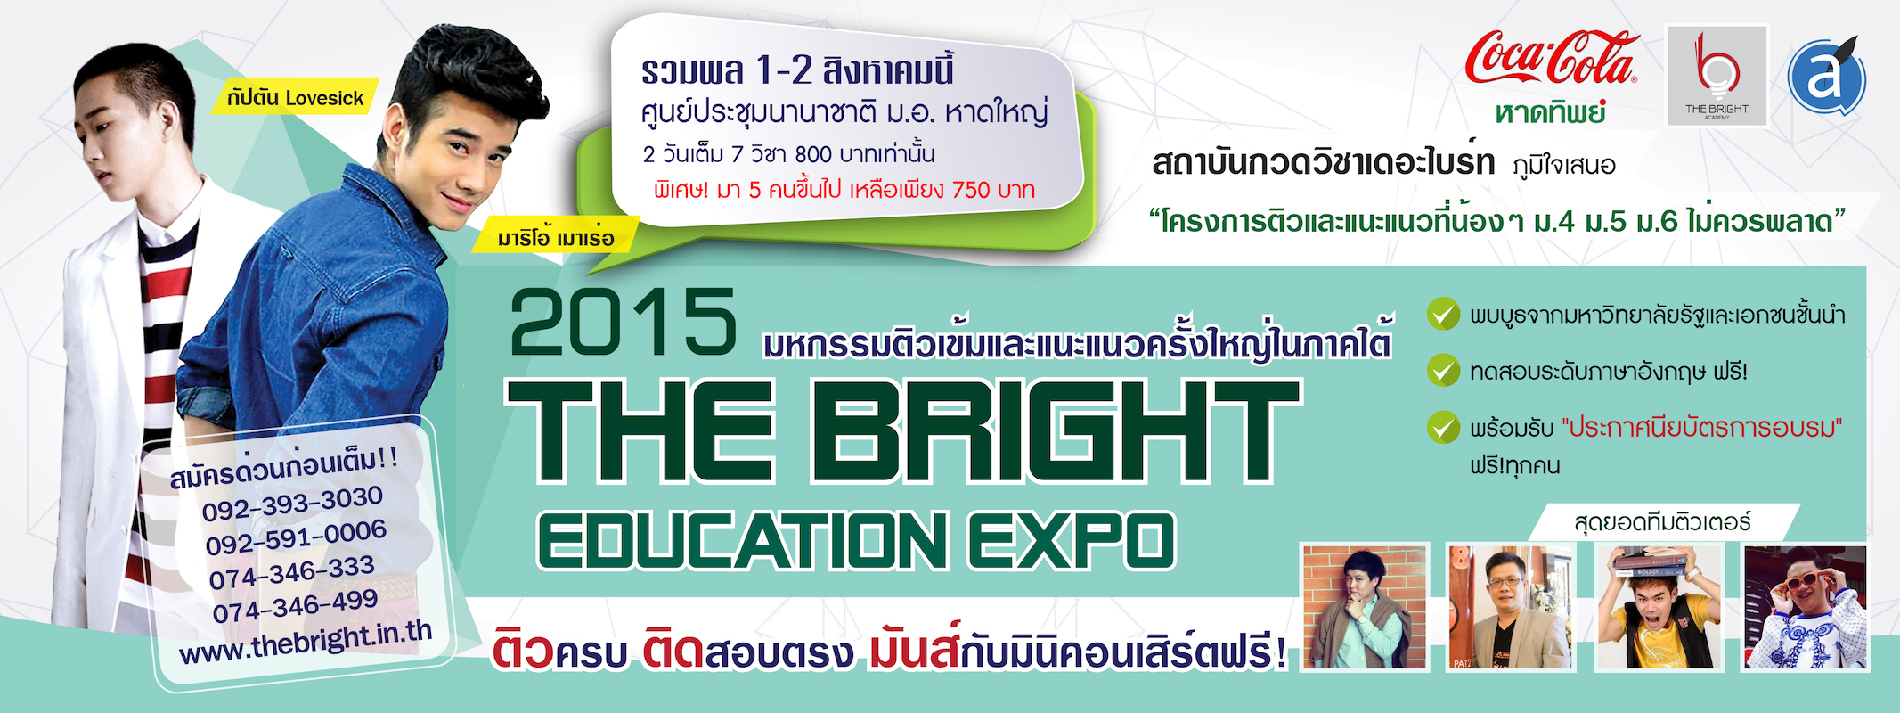 กัปตัน Lovesick
มาริโอ้ เมาเร่อ
รวมพล 1-2 สิงหาคมนี้
ศูนย์ประชุมนานาชาติ ม.อ. หาดใหญ่
2 วันเต็ม 7 วิชา 800 บาทเท่านั้น
พิเศษ! มา 5 คนขึ้นไป เหลือเพียง 750 บาท
Coca-Cola
หาดทิพย์
THE BRIGHT
ACADEMY
a
สถาบันกวดวิชาเดอะไบร์ท ภูมิใจเสนอ
“โครงการติวและแนะแนวที่น้องๆ ม.4 ม.5 ม.6 ไม่ควรพลาด”
2015 มหกรรมติวเข้มและแนะแนวครั้งใหญ่ในภาคใต้
THE BRIGHT
EDUCATION EXPO
พบบูธจากมหาวิทยาลัยรัฐและเอกชนชั้นนำ
ทดสอบระดับภาษาอังกฤษ ฟรี!
พร้อมรับ "ประกาศนียบัตรการอบรม"
ฟรี!ทุกคน
สุดยอดทีมติวเตอร์
BIOLOGY
PAT2
สมัครด่วนก่อนเต็ม!!
092-393-3030
092-591-0006
074-346-333
074-346-499
www.thebright.in.th
ติวครบ ติดสอบตรง มันส์กับมินิคอนเสิร์ตฟรี!